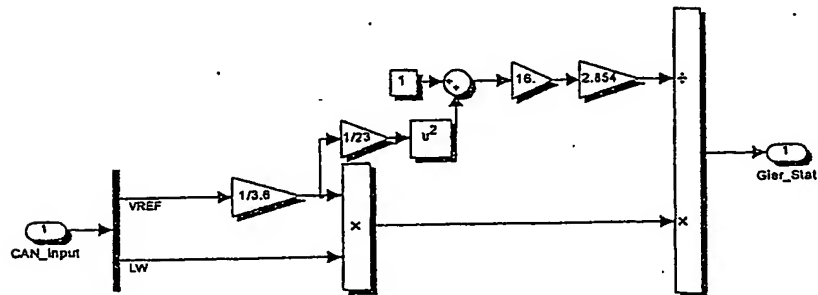 1
16.
2.854
÷
1/23
u²
1
Gier_Stat
VREF
1/3.6
×
×
1
CAN_Input
LW